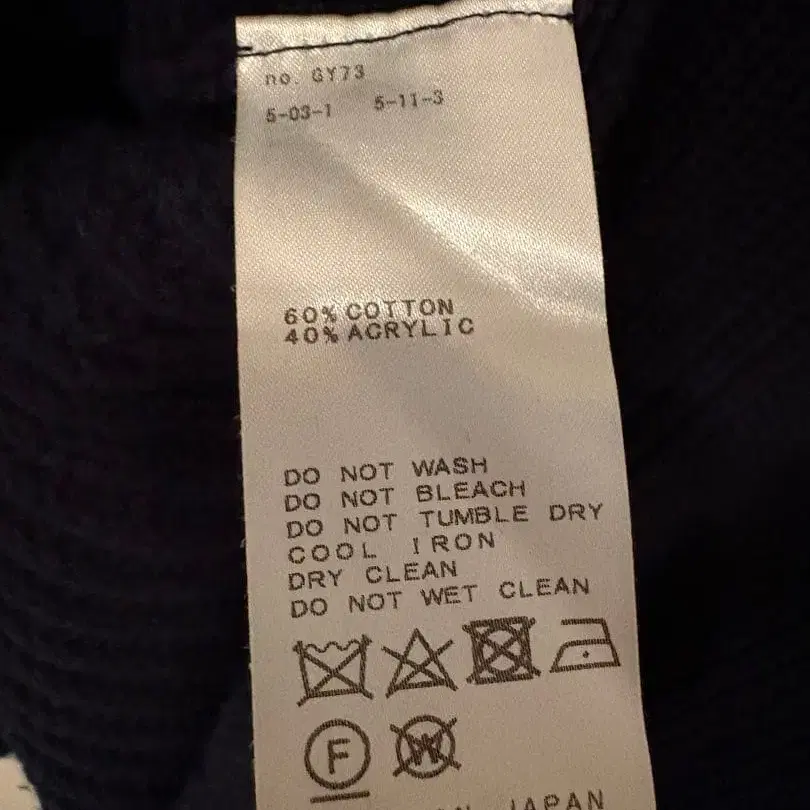 no. GY73
5-03-1 5-11-3
60% COTTON
40% ACRYLIC
DO NOT WASH
DO NOT BLEACH
DO NOT TUMBLE DRY
COOL IRON
DRY CLEAN
DO NOT WET CLEAN
F W
JAPAN